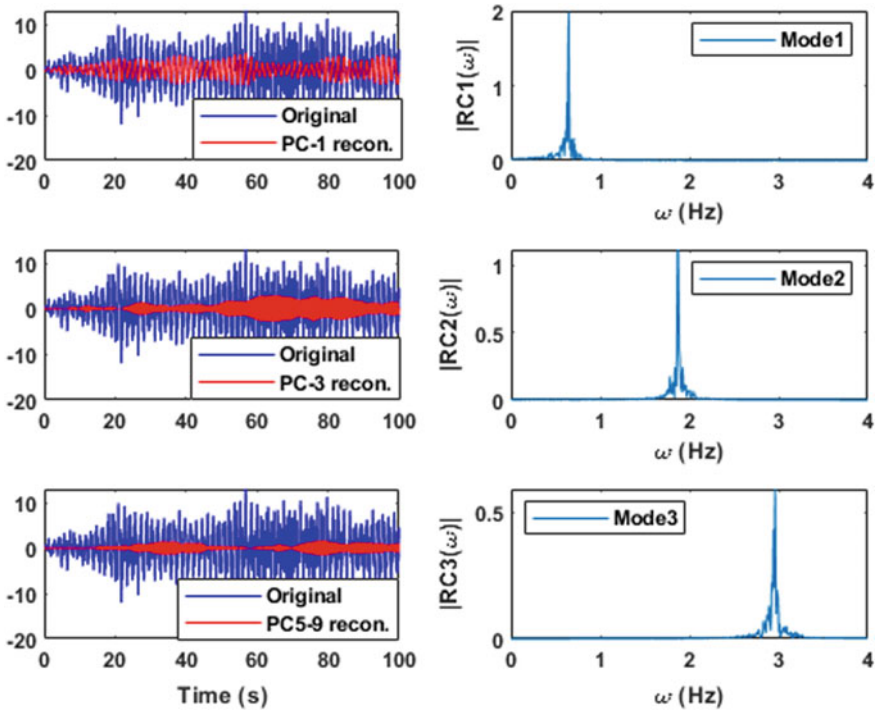 10
0
-10
-20
0 20 40 60 80 100
Original
PC-1 recon.
2
1
0
0 1 2 3 4
|RC1(ω)|
Mode1
ω (Hz)
10
0
-10
-20
0 20 40 60 80 100
Original
PC-3 recon.
1
0.5
0
0 1 2 3 4
|RC2(ω)|
Mode2
ω (Hz)
10
0
-10
-20
0 20 40 60 80 100
Original
PC5-9 recon.
Time (s)
0.5
0
0 1 2 3 4
|RC3(ω)|
Mode3
ω (Hz)